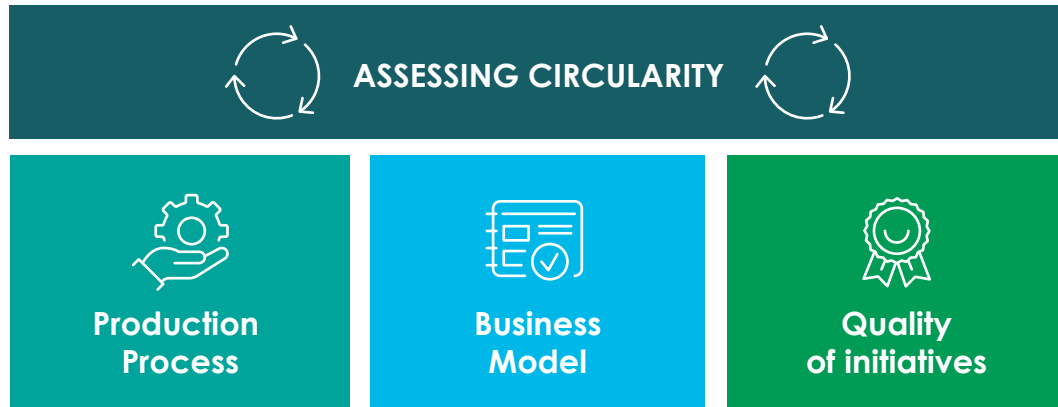 ASSESSING CIRCULARITY
Production
Process
Business
Model
Quality
of initiatives